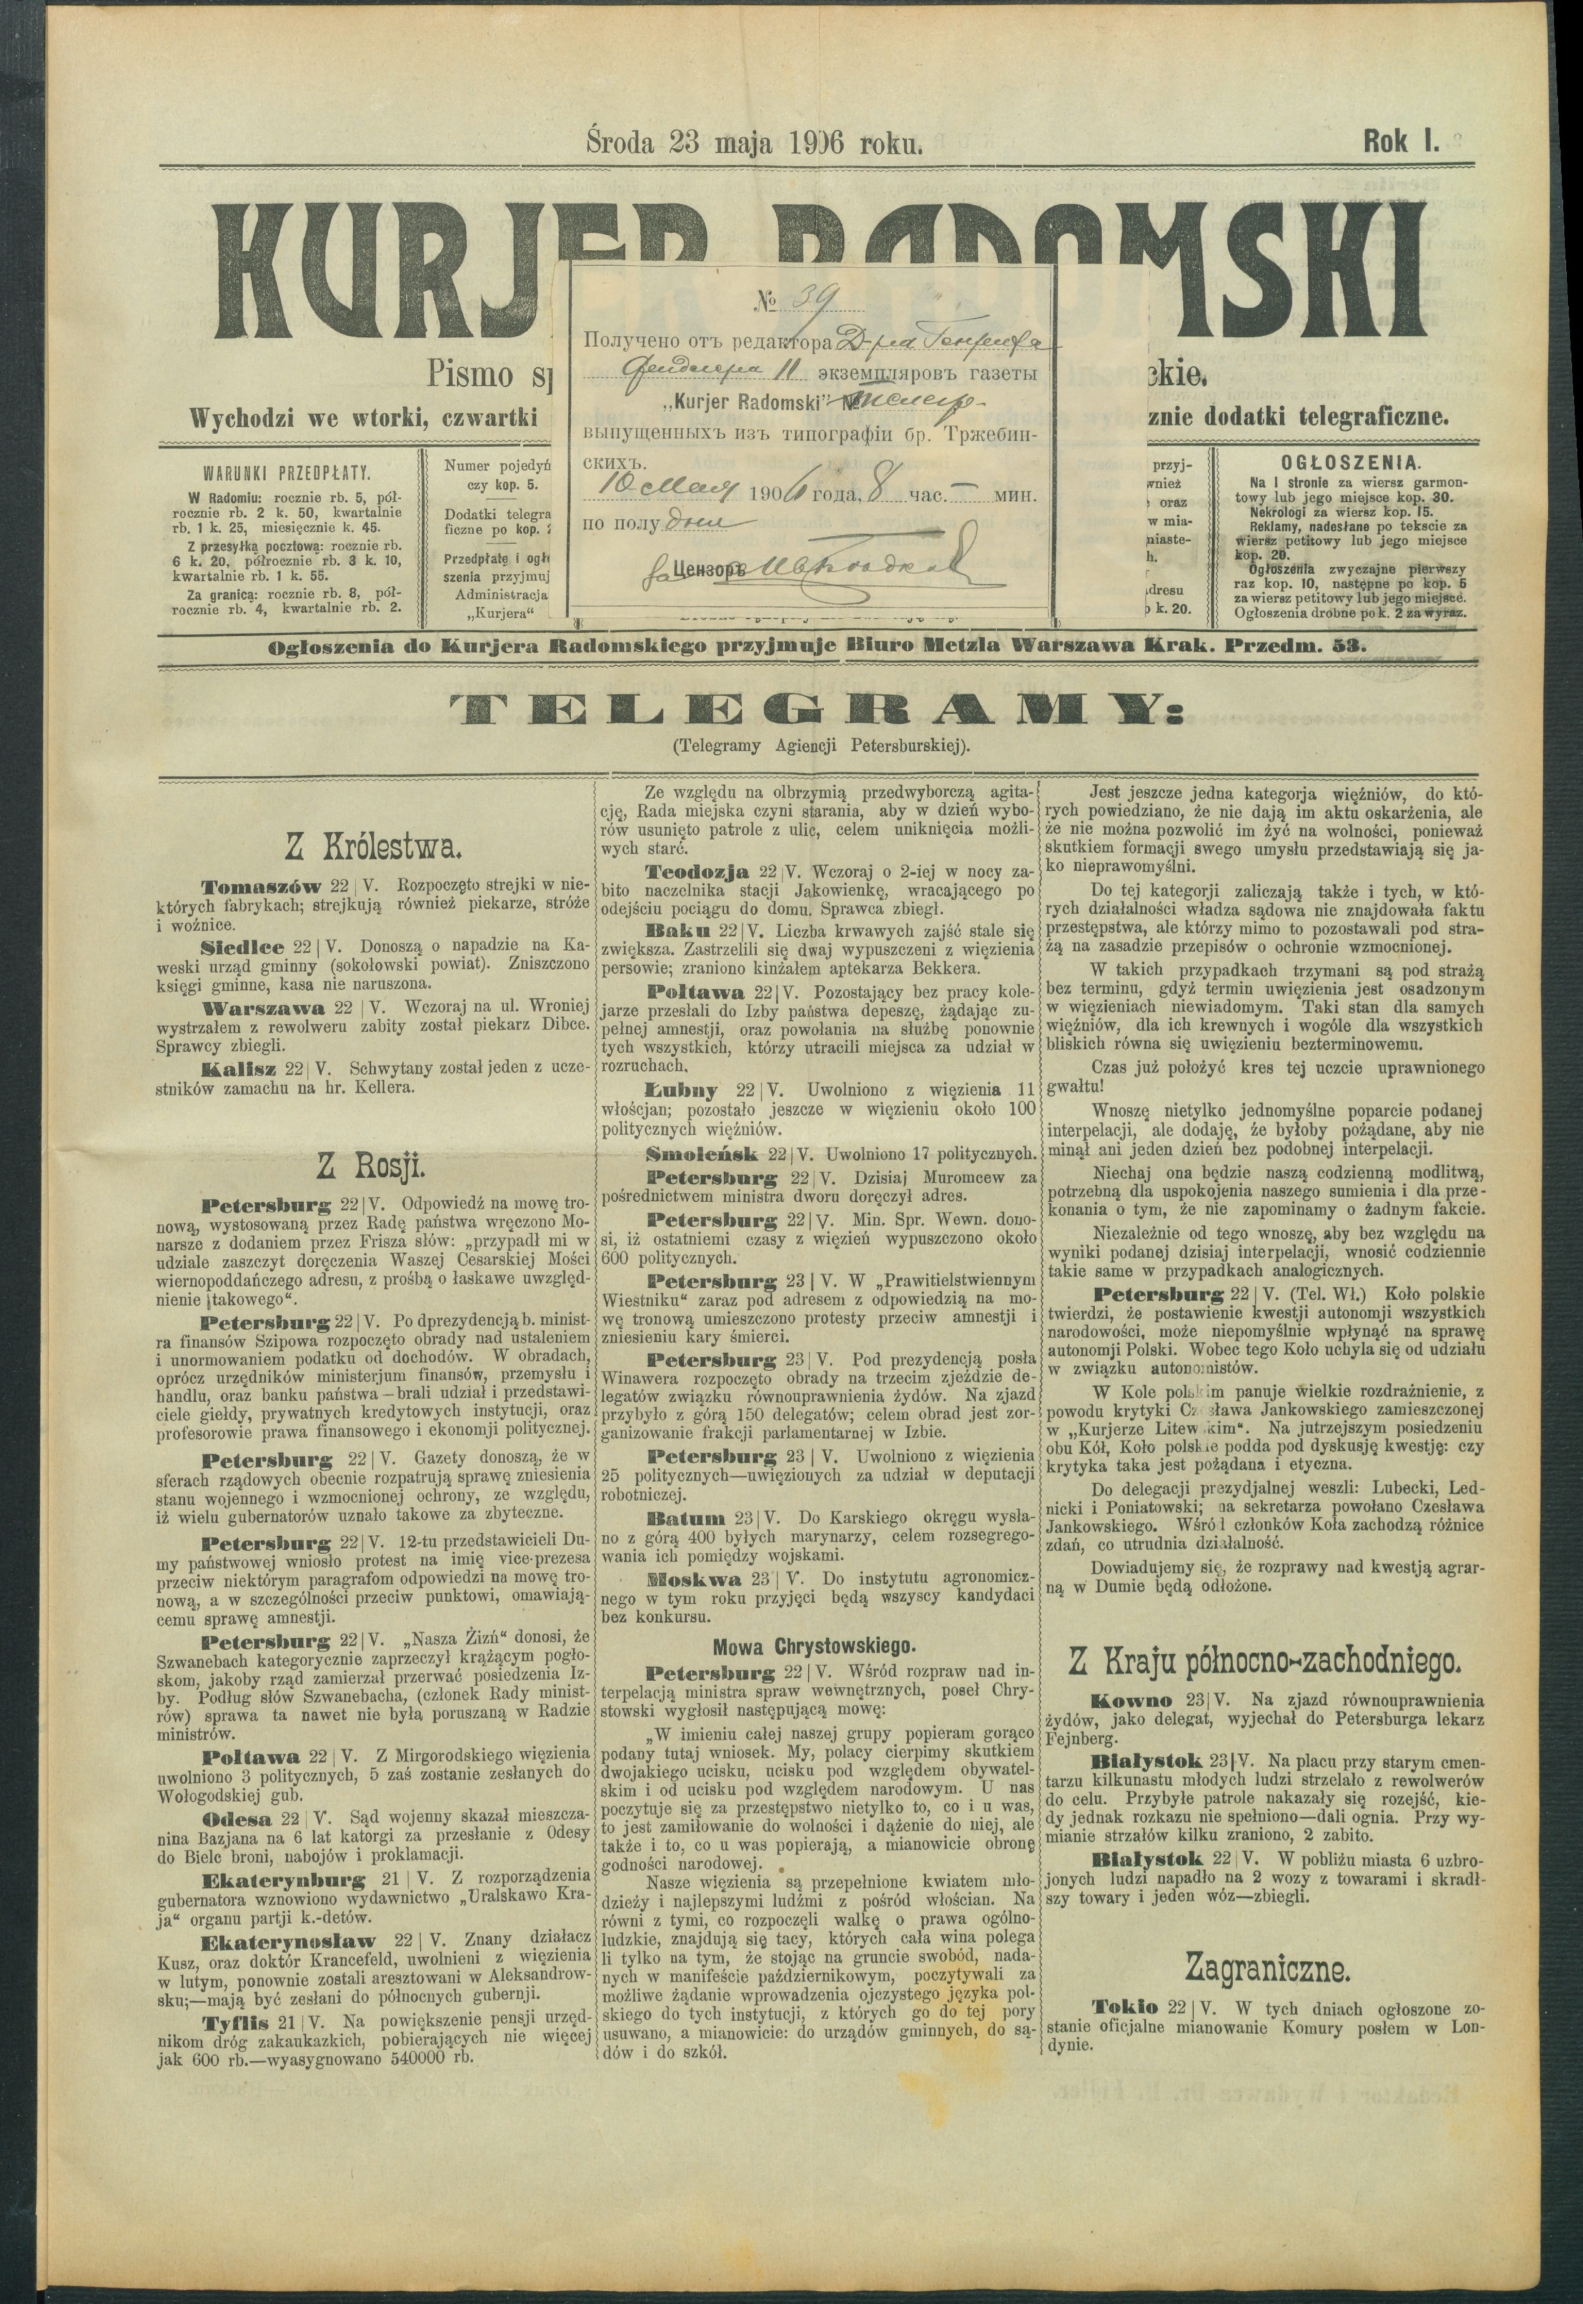 Środa 23 maja 1906 roku.
Rok I.
KURJER RADOMSKI
Pismo
kie.
Wychodzi we wtorki, czwartki
znie dodatki telegraficzne.
WARUNKI PRZEDPŁATY.
W Radomiu: rocznie rb. 5, pół-
rocznie rb. 2 k. 50, kwartalnie
rb. 1 k. 25, miesięcznie k. 45.
Z przesyłką pocztową: rocznie rb.
6 k. 20, półrocznie rb. 3 k. 10,
kwartalnie rb. 1 k. 55.
Za granicą: rocznie rb. 8, pół-
rocznie rb. 4, kwartalnie rb. 2.
Numer pojedyń
czy kop. 5.
Dodatki telegra
ficzne po kop.
Przedpłatę i ogło
szenia przyjmuj
Administracja
„Kurjera“
№ 39
Получено отъ редактора Д-ра
11 экземпляровъ газеты
„Kurjer Radomski“ №
выпущенныхъ изъ типографіи бр. Тржебин-
скихъ.
10 Мая 1906 года, 8 час. — мин.
по полу дни
за Цензоръ
przyj-
wnież
oraz
w mia-
miaste-
h.
adresu
k. 20.
OGŁOSZENIA.
Na I stronie za wiersz garmon-
towy lub jego miejsce kop. 30.
Nekrologi za wiersz kop. 15.
Reklamy, nadesłane po tekscie za
wiersz petitowy lub jego miejsce
kop. 20.
Ogłoszenia zwyczajne pierwszy
raz kop. 10, następne po kop. 5
za wiersz petitowy lub jego miejsce.
Ogłoszenia drobne po k. 2 za wyraz.
Ogłoszenia do Kurjera Radomskiego przyjmuje Biuro Metzla Warszawa Krak. Przedm. 53.
TELEGRAMY:
(Telegramy Agiencji Petersburskiej).
Z Królestwa.
Tomaszów 22 | V. Rozpoczęto strejki w nie-
których fabrykach; strejkują również piekarze, stróże
i woźnice.
Siedlce 22 | V. Donoszą o napadzie na Ka-
weski urząd gminny (sokołowski powiat). Zniszczono
księgi gminne, kasa nie naruszona.
Warszawa 22 | V. Wczoraj na ul. Wroniej
wystrzałem z rewolweru zabity został piekarz Dibce.
Sprawcy zbiegli.
Kalisz 22 | V. Schwytany został jeden z ucze-
stników zamachu na hr. Kellera.
Z Rosji.
Petersburg 22 | V. Odpowiedź na mowę tro-
nową, wystosowaną przez Radę państwa wręczono Mo-
narsze z dodaniem przez Frisza słów: „przypadł mi w
udziale zaszczyt doręczenia Waszej Cesarskiej Mości
wiernopoddańczego adresu, z prośbą o łaskawe uwzględ-
nienie takowego“.
Petersburg 22 | V. Po dprezydencją b. minist-
ra finansów Szipowa rozpoczęto obrady nad ustaleniem
i unormowaniem podatku od dochodów. W obradach,
oprócz urzędników ministerjum finansów, przemysłu i
handlu, oraz banku państwa—brali udział i przedstawi-
ciele giełdy, prywatnych kredytowych instytucji, oraz
profesorowie prawa finansowego i ekonomji politycznej.
Petersburg 22 | V. Gazety donoszą, że w
sferach rządowych obecnie rozpatrują sprawę zniesienia
stanu wojennego i wzmocnionej ochrony, ze względu,
iż wielu gubernatorów uznało takowe za zbyteczne.
Petersburg 22 | V. 12-tu przedstawicieli Du-
my państwowej wniosło protest na imię vice-prezesa
przeciw niektórym paragrafom odpowiedzi na mowę tro-
nową, a w szczególności przeciw punktowi, omawiają-
cemu sprawę amnestji.
Petersburg 22 | V. „Nasza Żizń“ donosi, że
Szwanebach kategorycznie zaprzeczył krążącym pogło-
skom, jakoby rząd zamierzał przerwać posiedzenia Iz-
by. Podług słów Szwanebacha, (członek Rady minist-
rów) sprawa ta nawet nie była poruszaną w Radzie
ministrów.
Połtawa 22 | V. Z Mirgorodskiego więzienia
uwolniono 3 politycznych, 5 zaś zostanie zesłanych do
Wołogodskiej gub.
Odesa 22 | V. Sąd wojenny skazał mieszcza-
nina Bazjana na 6 lat katorgi za przesłanie z Odesy
do Bielc broni, nabojów i proklamacji.
Ekaterynburg 21 | V. Z rozporządzenia
gubernatora wznowiono wydawnictwo „Uralskawo Kra-
ja“ organu partji k.-detów.
Ekaterynosław 22 | V. Znany działacz
Kusz, oraz doktór Krancefeld, uwolnieni z więzienia
w lutym, ponownie zostali aresztowani w Aleksandrow-
sku;—mają być zesłani do północnych gubernji.
Tyflis 21 | V. Na powiększenie pensji urzęd-
nikom dróg zakaukazkich, pobierających nie więcej
jak 600 rb.—wyasygnowano 540000 rb.
Ze względu na olbrzymią przedwyborczą agita-
cję, Rada miejska czyni starania, aby w dzień wybo-
rów usunięto patrole z ulic, celem uniknięcia możli-
wych starć.
Teodozja 22 | V. Wczoraj o 2-iej w nocy za-
bito naczelnika stacji Jakowienkę, wracającego po
odejściu pociągu do domu. Sprawca zbiegł.
Baku 22 | V. Liczba krwawych zajść stale się
zwiększa. Zastrzelili się dwaj wypuszczeni z więzienia
persowie; zraniono kinżałem aptekarza Bekkera.
Połtawa 22 | V. Pozostający bez pracy kole-
jarze przesłali do Izby państwa depeszę, żądając zu-
pełnej amnestji, oraz powołania na służbę ponownie
tych wszystkich, którzy utracili miejsca za udział w
rozruchach.
Łubny 22 | V. Uwolniono z więzienia 11
włościan; pozostało jeszcze w więzieniu około 100
politycznych więźniów.
Smoleńsk 22 | V. Uwolniono 17 politycznych.
Petersburg 22 | V. Dzisiaj Muromcew za
pośrednictwem ministra dworu doręczył adres.
Petersburg 22 | V. Min. Spr. Wewn. dono-
si, iż ostatniemi czasy z więzień wypuszczono około
600 politycznych.
Petersburg 23 | V. W „Prawitielstwiennym
Wiestniku“ zaraz pod adresem z odpowiedzią na mo-
wę tronową umieszczono protesty przeciw amnestji i
zniesieniu kary śmierci.
Petersburg 23 | V. Pod prezydencją posła
Winawera rozpoczęto obrady na trzecim zjeździe de-
legatów związku równouprawnienia żydów. Na zjazd
przybyło z górą 150 delegatów; celem obrad jest zor-
ganizowanie frakcji parlamentarnej w Izbie.
Petersburg 23 | V. Uwolniono z więzienia
25 politycznych—uwięzionych za udział w deputacji
robotniczej.
Batum 23 | V. Do Karskiego okręgu wysła-
no z górą 400 byłych marynarzy, celem rozsegrego-
wania ich pomiędzy wojskami.
Moskwa 23 | V. Do instytutu agronomicz-
nego w tym roku przyjęci będą wszyscy kandydaci
bez konkursu.
Mowa Chrystowskiego.
Petersburg 22 | V. Wśród rozpraw nad in-
terpelacją ministra spraw wewnętrznych, poseł Chry-
stowski wygłosił następującą mowę:
„W imieniu całej naszej grupy popieram gorąco
podany tutaj wniosek. My, polacy cierpimy skutkiem
dwojakiego ucisku, ucisku pod względem obywatel-
skim i od ucisku pod względem narodowym. U nas
poczytuje się za przestępstwo nietylko to, co i u was,
to jest zamiłowanie do wolności i dążenie do niej, ale
także i to, co u was popierają, a mianowicie obronę
godności narodowej.
Nasze więzienia są przepełnione kwiatem mło-
dzieży i najlepszymi ludźmi z pośród włościan. Na
równi z tymi, co rozpoczęli walkę o prawa ogólno-
ludzkie, znajdują się tacy, których cała wina polega
li tylko na tym, że stojąc na gruncie swobód, nada-
nych w manifeście październikowym, poczytywali za
możliwe żądanie wprowadzenia ojczystego języka pol-
skiego do tych instytucji, z których go do tej pory
usuwano, a mianowicie: do urządów gminnych, do są-
dów i do szkół.
Jest jeszcze jedna kategorja więźniów, do któ-
rych powiedziano, że nie dają im aktu oskarżenia, ale
że nie można pozwolić im żyć na wolności, ponieważ
skutkiem formacji swego umysłu przedstawiają się ja-
ko nieprawomyślni.
Do tej kategorji zaliczają także i tych, w któ-
rych działalności władza sądowa nie znajdowała faktu
przestępstwa, ale którzy mimo to pozostawali pod stra-
żą na zasadzie przepisów o ochronie wzmocnionej.
W takich przypadkach trzymani są pod strażą
bez terminu, gdyż termin uwięzienia jest osadzonym
w więzieniach niewiadomym. Taki stan dla samych
więźniów, dla ich krewnych i wogóle dla wszystkich
bliskich równa się uwięzieniu bezterminowemu.
Czas już położyć kres tej uczcie uprawnionego
gwałtu!
Wnoszę nietylko jednomyślne poparcie podanej
interpelacji, ale dodaję, że byłoby pożądane, aby nie
minął ani jeden dzień bez podobnej interpelacji.
Niechaj ona będzie naszą codzienną modlitwą,
potrzebną dla uspokojenia naszego sumienia i dla prze-
konania o tym, że nie zapominamy o żadnym fakcie.
Niezależnie od tego wnoszę, aby bez względu na
wyniki podanej dzisiaj interpelacji, wnosić codziennie
takie same w przypadkach analogicznych.
Petersburg 22 | V. (Tel. Wł.) Koło polskie
twierdzi, że postawienie kwestji autonomji wszystkich
narodowości, może niepomyślnie wpłynąć na sprawę
autonomji Polski. Wobec tego Koło uchyla się od udziału
w związku autonomistów.
W Kole polskim panuje wielkie rozdrażnienie, z
powodu krytyki Czesława Jankowskiego zamieszczonej
w „Kurjerze Litewskim“. Na jutrzejszym posiedzeniu
obu Kół, Koło polskie podda pod dyskusję kwestję: czy
krytyka taka jest pożądana i etyczna.
Do delegacji prezydjalnej weszli: Lubecki, Led-
nicki i Poniatowski; na sekretarza powołano Czesława
Jankowskiego. Wśród członków Koła zachodzą różnice
zdań, co utrudnia działalność.
Dowiadujemy się, że rozprawy nad kwestją agrar-
ną w Dumie będą odłożone.
Z Kraju północno-zachodniego.
Kowno 23 | V. Na zjazd równouprawnienia
żydów, jako delegat, wyjechał do Petersburga lekarz
Fejnberg.
Białystok 23 | V. Na placu przy starym cmen-
tarzu kilkunastu młodych ludzi strzelało z rewolwerów
do celu. Przybyłe patrole nakazały się rozejść, kie-
dy jednak rozkazu nie spełniono—dali ognia. Przy wy-
mianie strzałów kilku zraniono, 2 zabito.
Białystok 22 | V. W pobliżu miasta 6 uzbro-
jonych ludzi napadło na 2 wozy z towarami i skradł-
szy towary i jeden wóz—zbiegli.
Zagraniczne.
Tokio 22 | V. W tych dniach ogłoszone zo-
stanie oficjalne mianowanie Komury posłem w Lon-
dynie.